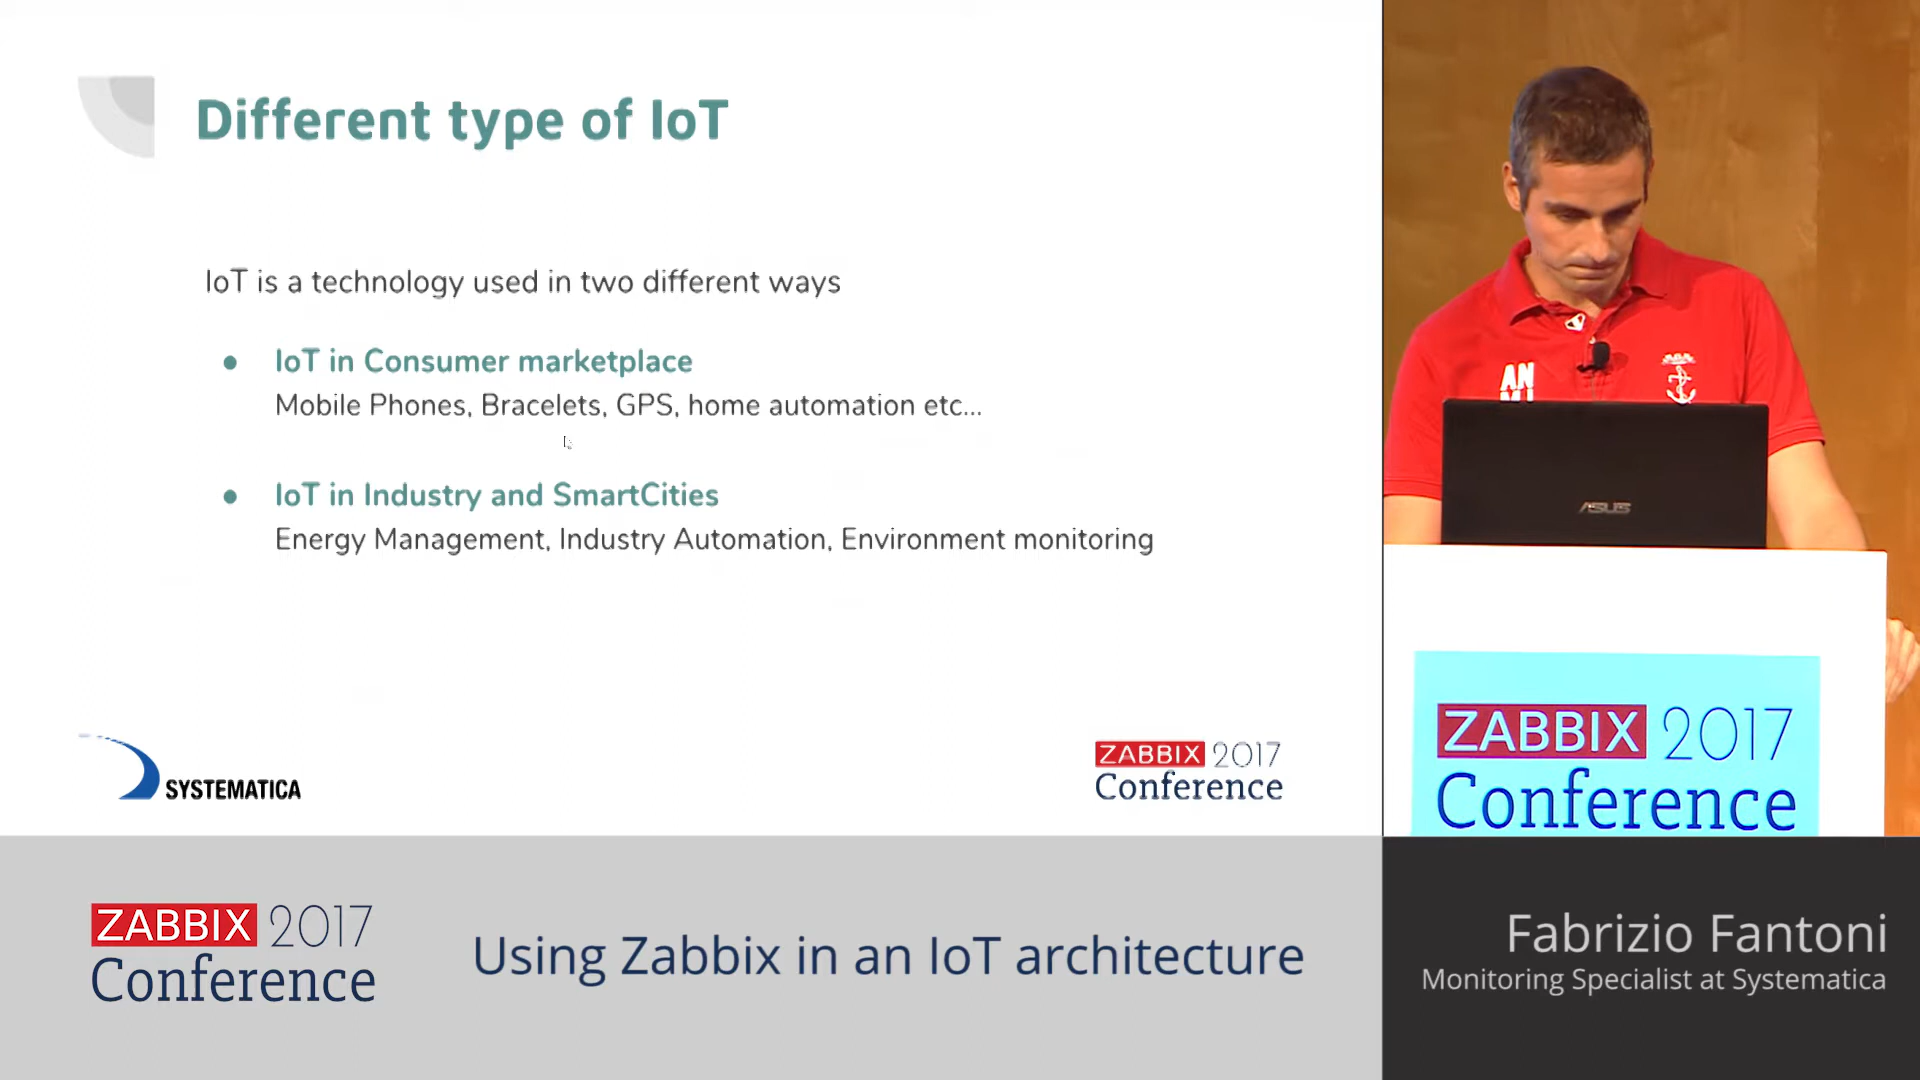 Different type of IoT
IoT is a technology used in two different ways
● IoT in Consumer marketplace
Mobile Phones, Bracelets, GPS, home automation etc...
● IoT in Industry and SmartCities
Energy Management, Industry Automation, Environment monitoring
SYSTEMATICA
ZABBIX 2017
Conference
AN
ASUS
ZABBIX 2017
Conference
ZABBIX 2017
Conference
Using Zabbix in an IoT architecture
Fabrizio Fantoni
Monitoring Specialist at Systematica